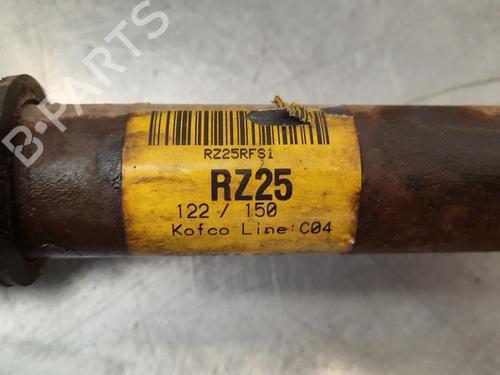 B-PARTS
RZ25RFS1
RZ25
122 / 150
Kofco Line:C04